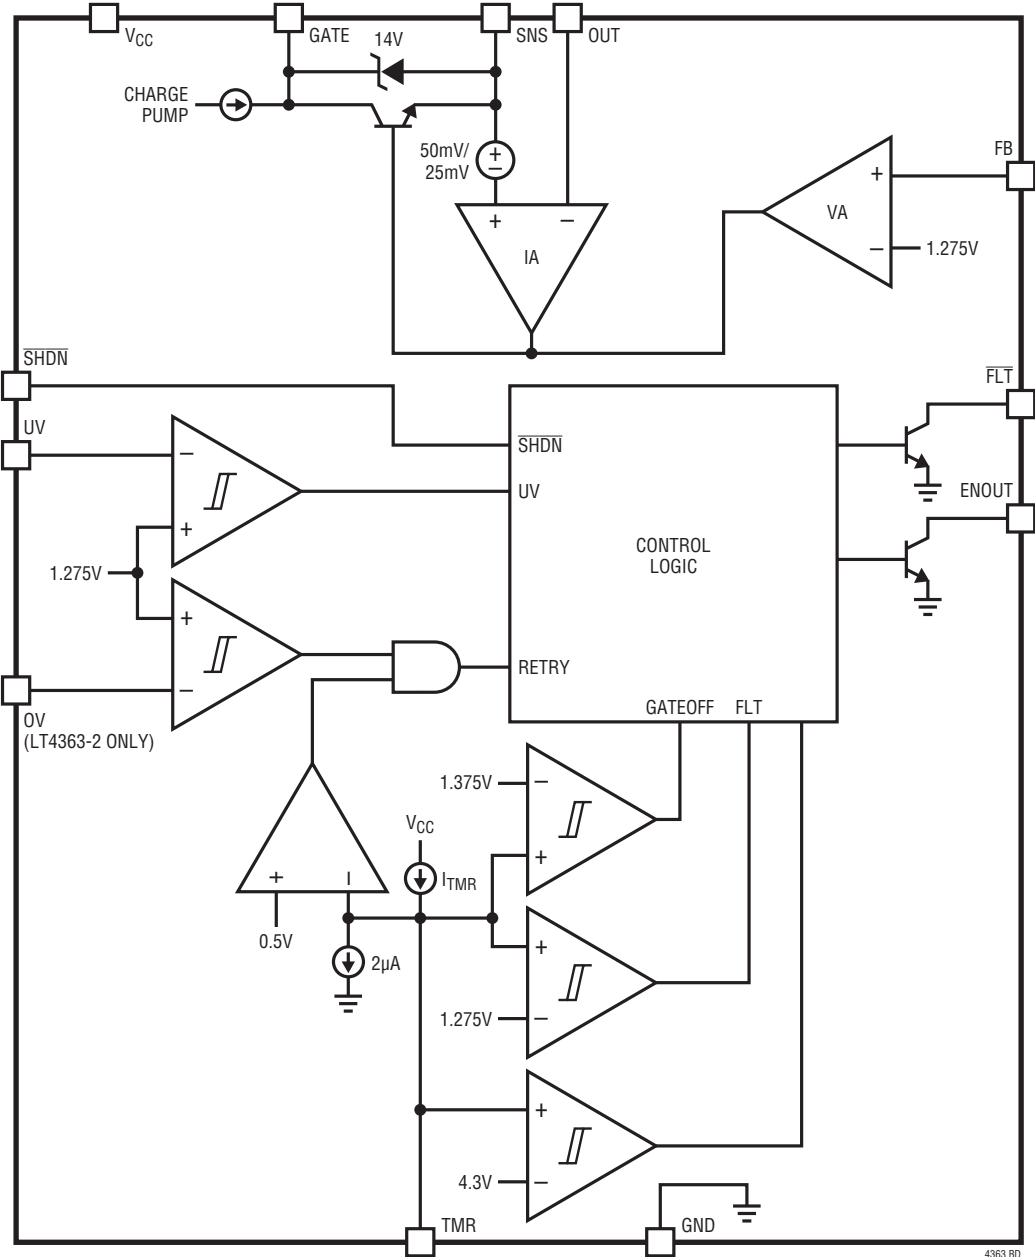 VCC
GATE
14V
SNS
OUT
CHARGE
PUMP
50mV/
25mV
+
–
+
–
IA
FB
+
VA
–
1.275V
SHDN
FLT
UV
–
SHDN
UV
ENOUT
+
1.275V
CONTROL
LOGIC
+
–
RETRY
OV
(LT4363-2 ONLY)
GATEOFF
FLT
1.375V
–
VCC
+
+
–
ITMR
0.5V
+
2µA
1.275V
–
+
4.3V
–
TMR
GND
4363 BD